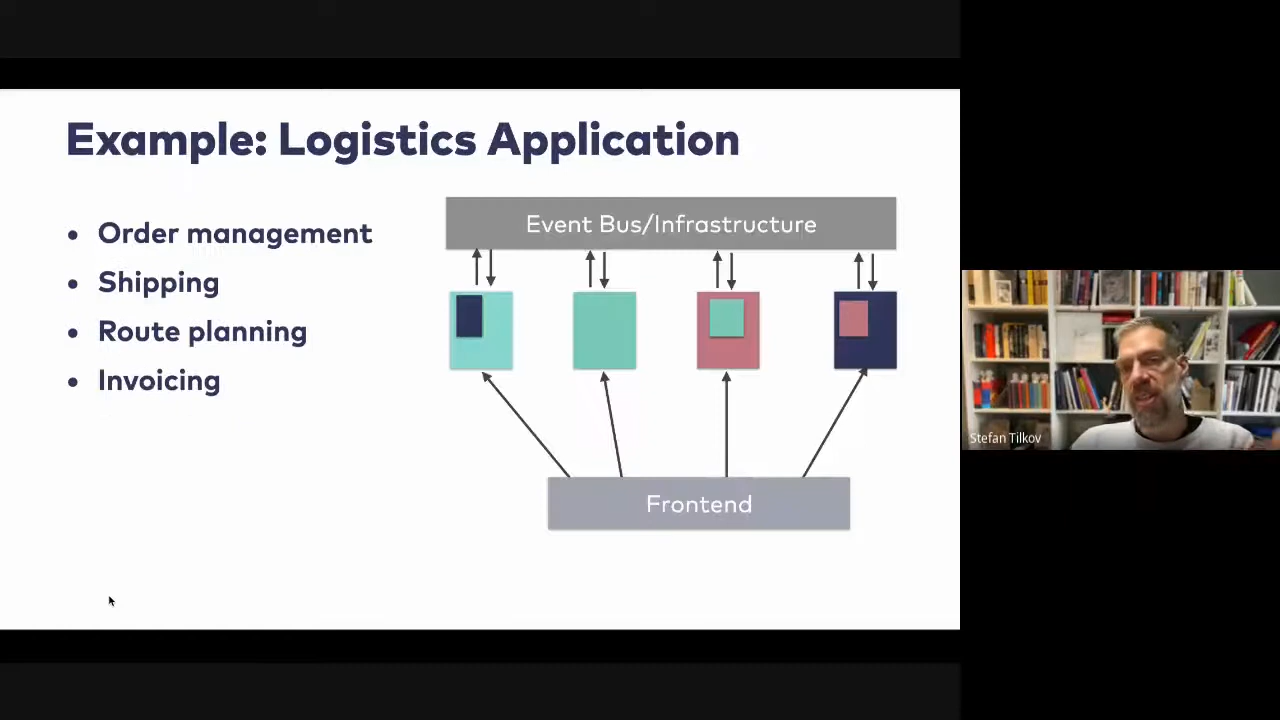 Example: Logistics Application
Order management
Shipping
Route planning
Invoicing
Event Bus/Infrastructure
Frontend
Stefan Tilkov